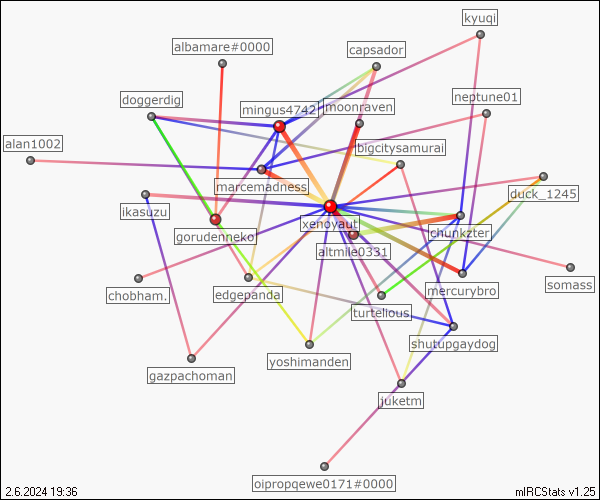 kyuqi
albamare#0000
capsador
doggerdig
mingus4742
moonraven
neptune01
alan1002
bigcitysamurai
marcemadness
duck_1245
ikasuzu
xenoyaut
gorudenneko
chunkzter
altmile0331
chobham.
edgepanda
mercurybro
somass
turtelious
shutupgaydog
yoshimanden
gazpachoman
juketm
oipropqewe0171#0000
2.6.2024 19:36
mIRCStats v1.25